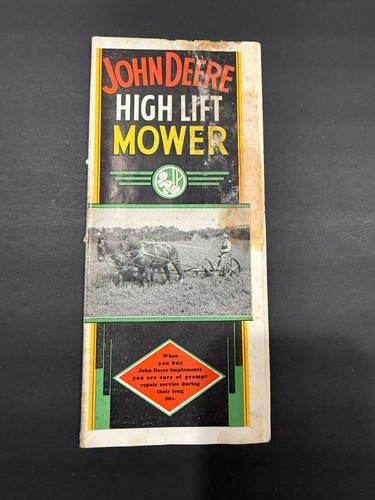 JOHN DEERE
HIGH LIFT
MOWER
When
you buy
John Deere Implements
you are sure of prompt
repair service during
their long
life.